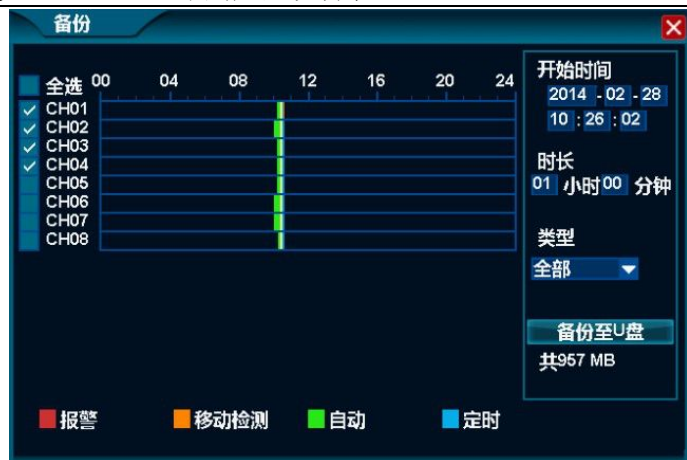 备份
全选 00 04 08 12 16 20 24
CH01
CH02
CH03
CH04
CH05
CH06
CH07
CH08
开始时间
2014 - 02 - 28
10 : 26 : 02
时长
01 小时 00 分钟
类型
全部
备份至U盘
共957 MB
报警 移动检测 自动 定时